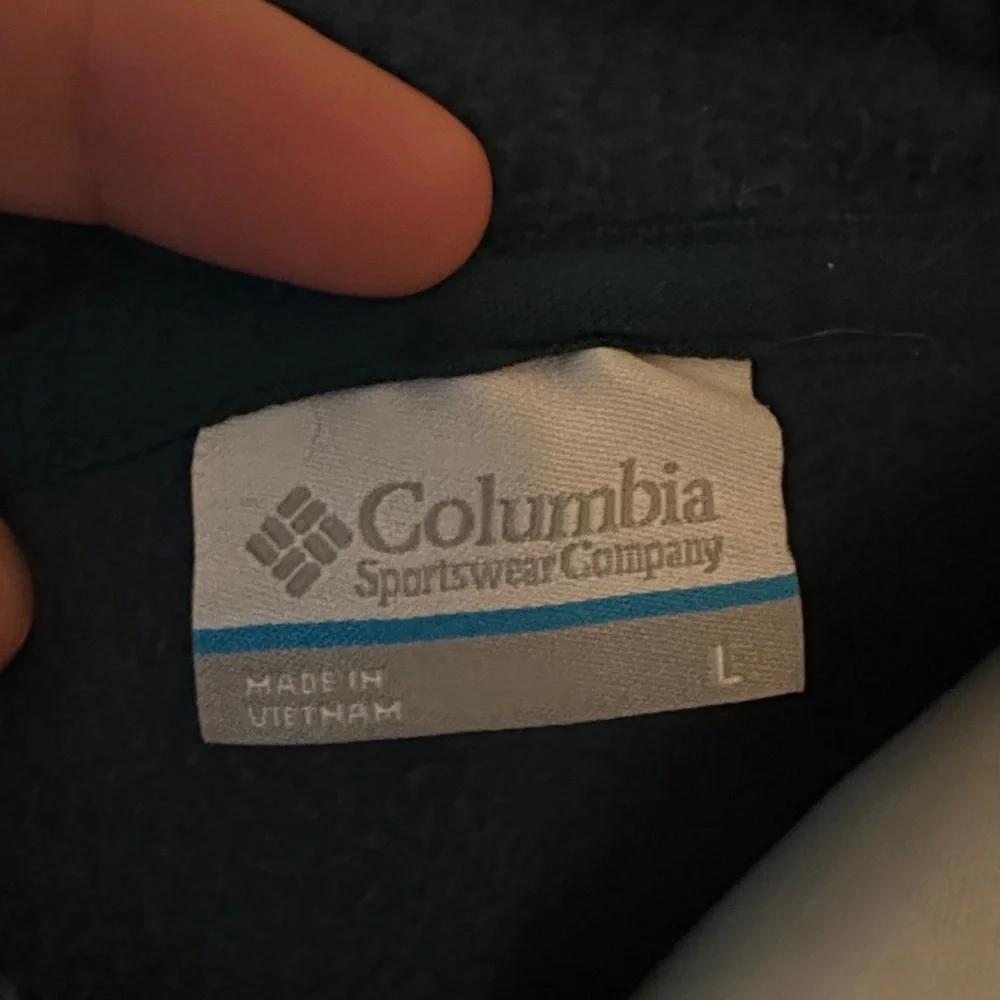 Columbia
Sportswear Company
MADE IN
VIETNAM
L